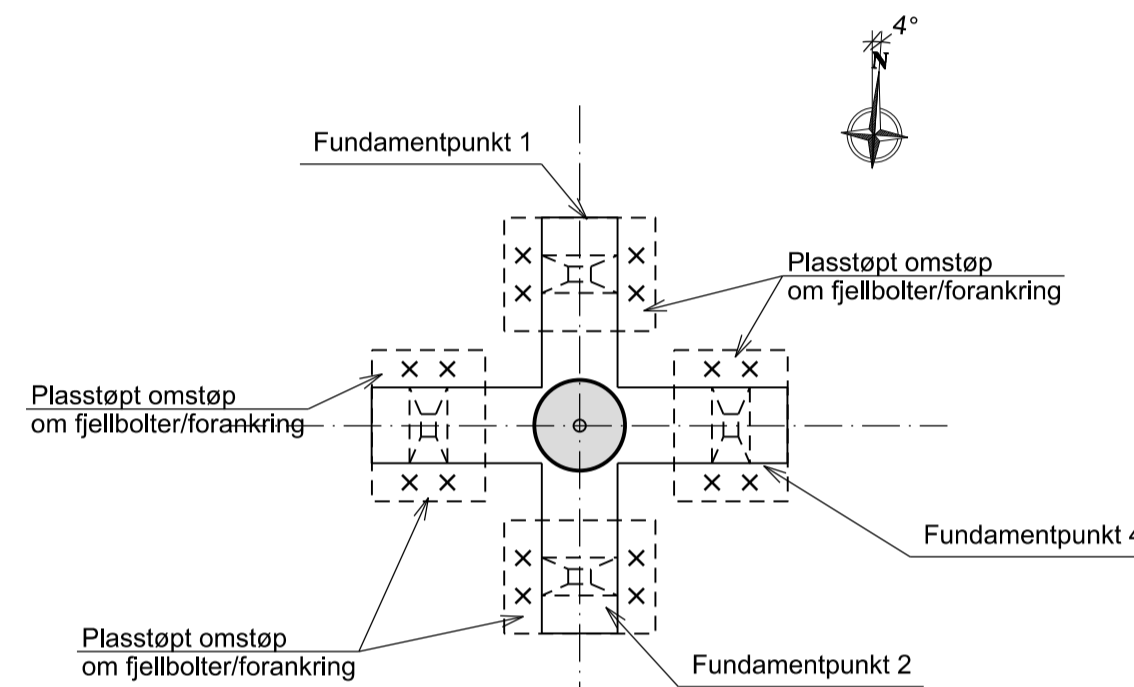 4°
N
Fundamentpunkt 1
Plasstøpt omstøp
om fjellbolter/forankring
Plasstøpt omstøp
om fjellbolter/forankring
Fundamentpunkt 4
Plasstøpt omstøp
om fjellbolter/forankring
Fundamentpunkt 2